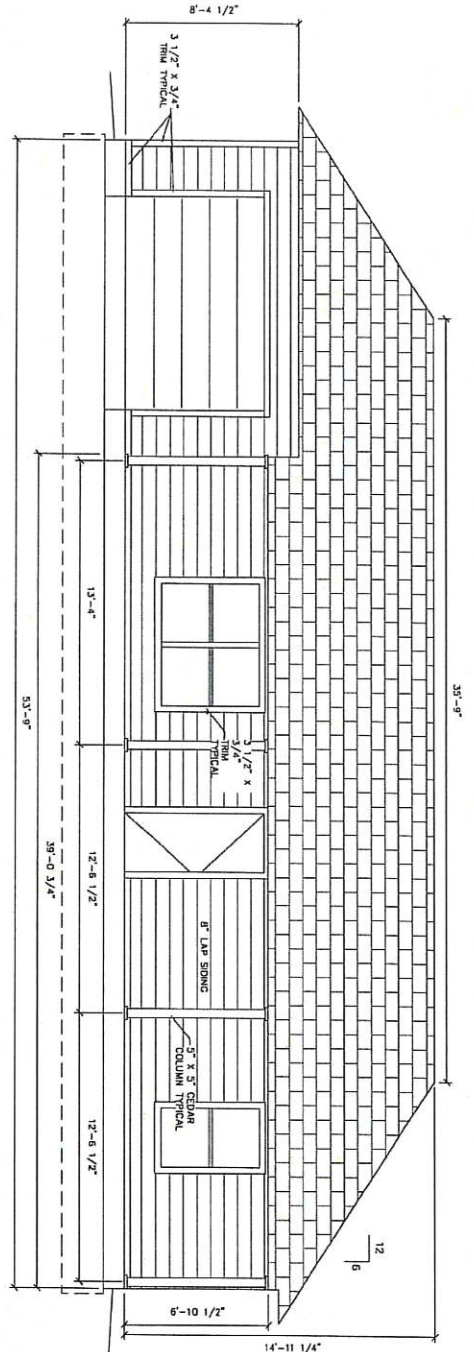 8'-4 1/2"
3 1/2" X 3/4"
TRIM TYPICAL
35'-9"
13'-4"
3 1/2" X
3/4"
TRIM
TYPICAL
53'-9"
12'-6 1/2"
39'-0 3/4"
8" LAP SIDING
5" X 5" CEDAR
COLUMN TYPICAL
12'-6 1/2"
12
6
6'-10 1/2"
14'-11 1/4"